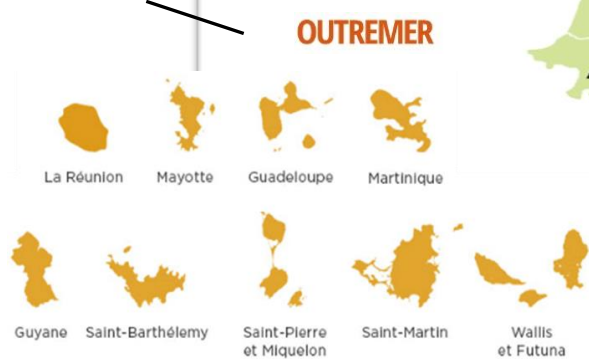 OUTREMER
La Réunion
Mayotte
Guadeloupe
Martinique
Guyane
Saint-Barthélemy
Saint-Pierre
et Miquelon
Saint-Martin
Wallis
et Futuna